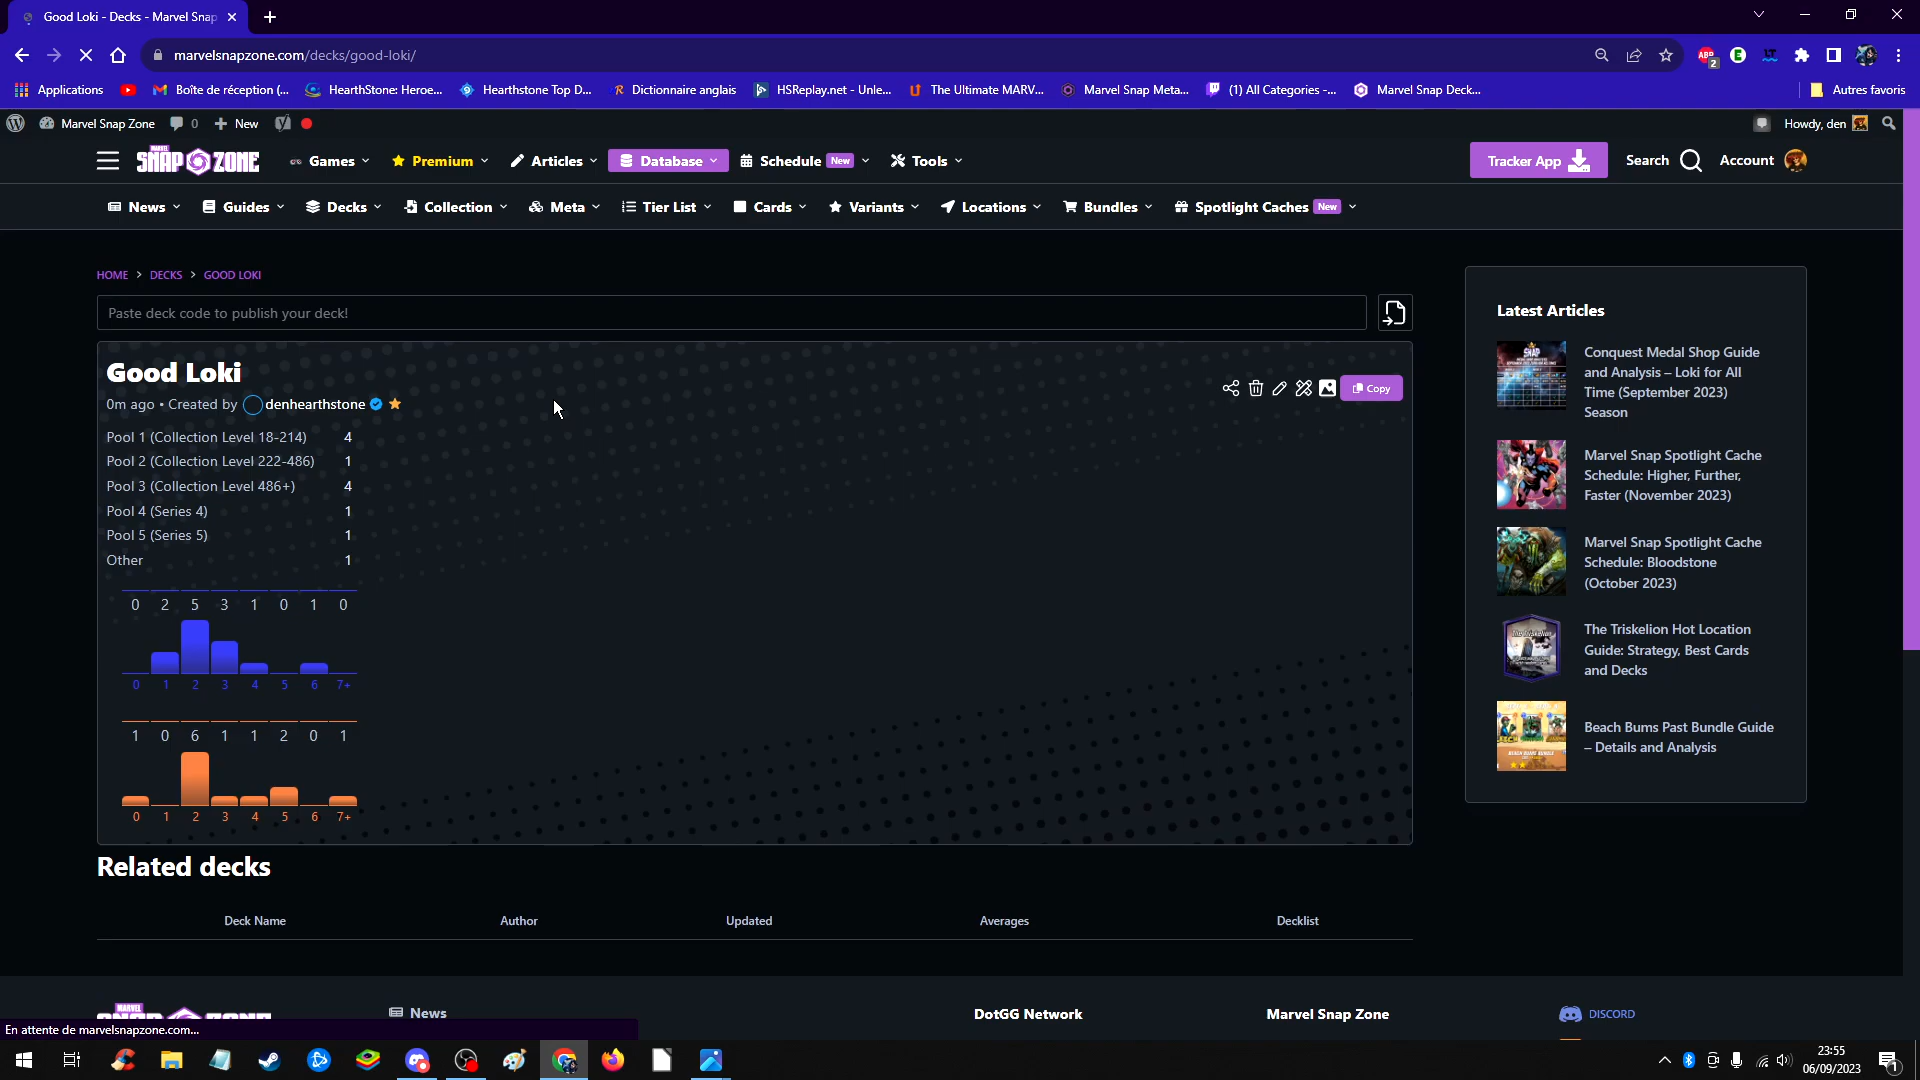 Good Loki - Decks - Marvel Snap
marvelsnapzone.com/decks/good-loki/
ABP
2
Applications
Boîte de réception (...
HearthStone: Heroe...
Hearthstone Top D...
Dictionnaire anglais
HSReplay.net - Unle...
The Ultimate MARV...
Marvel Snap Meta...
(1) All Categories -...
Marvel Snap Deck...
Autres favoris
Marvel Snap Zone
0
New
Howdy, den
MARVEL
SNAP ZONE
Games
Premium
Articles
Database
Schedule New
Tools
Tracker App
Search
Account
News
Guides
Decks
Collection
Meta
Tier List
Cards
Variants
Locations
Bundles
Spotlight Caches New
HOME > DECKS > GOOD LOKI
Paste deck code to publish your deck!
Good Loki
0m ago • Created by denhearthstone
Copy
Pool 1 (Collection Level 18-214) 4
Pool 2 (Collection Level 222-486) 1
Pool 3 (Collection Level 486+) 4
Pool 4 (Series 4) 1
Pool 5 (Series 5) 1
Other 1
0 2 5 3 1 0 1 0
0 1 2 3 4 5 6 7+
1 0 6 1 1 2 0 1
0 1 2 3 4 5 6 7+
Latest Articles
Conquest Medal Shop Guide
and Analysis – Loki for All
Time (September 2023)
Season
Marvel Snap Spotlight Cache
Schedule: Higher, Further,
Faster (November 2023)
Marvel Snap Spotlight Cache
Schedule: Bloodstone
(October 2023)
The Triskelion Hot Location
Guide: Strategy, Best Cards
and Decks
Beach Bums Past Bundle Guide
– Details and Analysis
Related decks
Deck Name Author Updated Averages Decklist
MARVEL
SNAP ZONE
News
DotGG Network
Marvel Snap Zone
DISCORD
En attente de marvelsnapzone.com...
23:55
06/09/2023
1